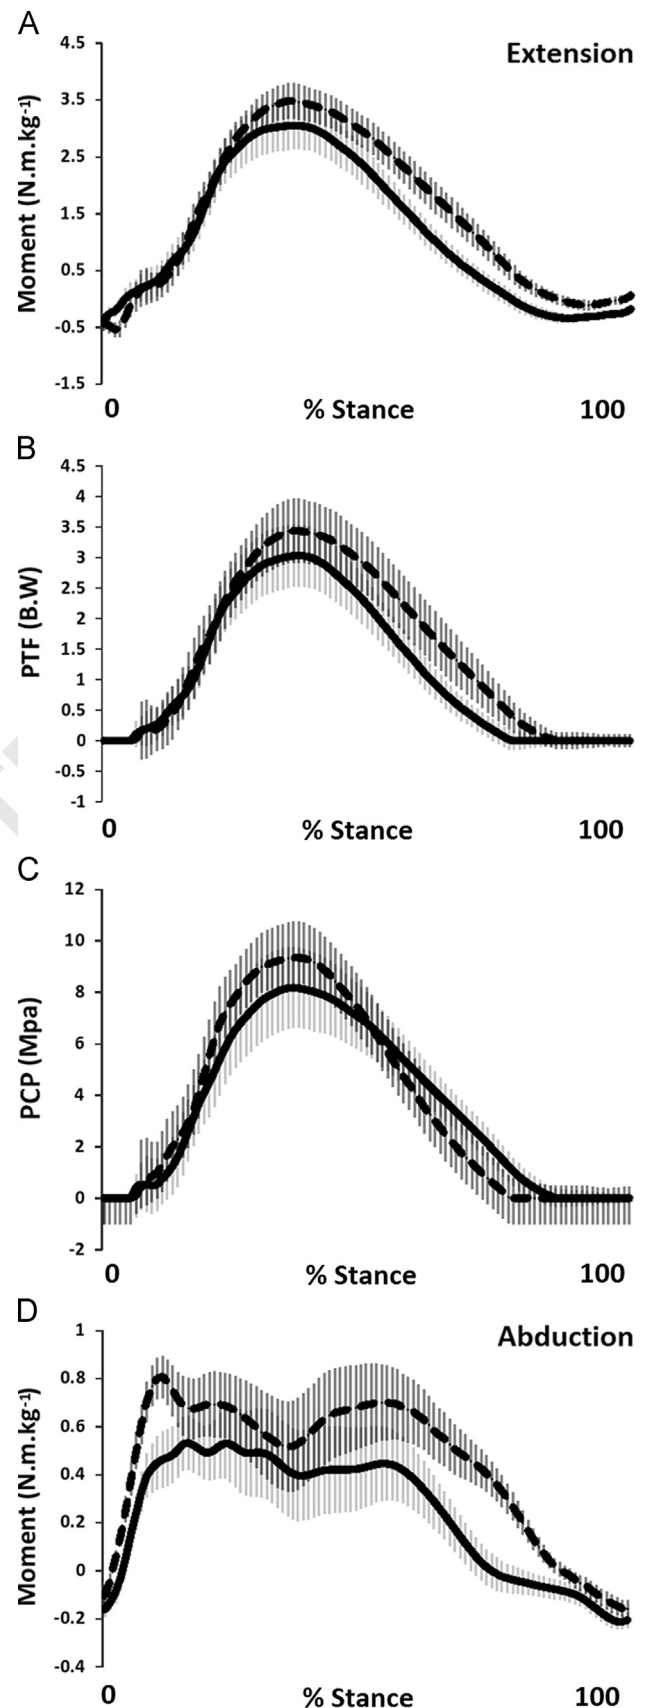 A
4.5
Extension
3.5
2.5
1.5
0.5
-0.5
-1.5
Moment (N.m.kg-1)
0 % Stance 100
B
4.5
4
3.5
3
2.5
2
1.5
1
0.5
0
-0.5
-1
PTF (B.W)
0 % Stance 100
C
12
10
8
6
4
2
0
-2
PCP (Mpa)
0 % Stance 100
D
1
Abduction
0.8
0.6
0.4
0.2
0
-0.2
-0.4
Moment (N.m.kg-1)
0 % Stance 100